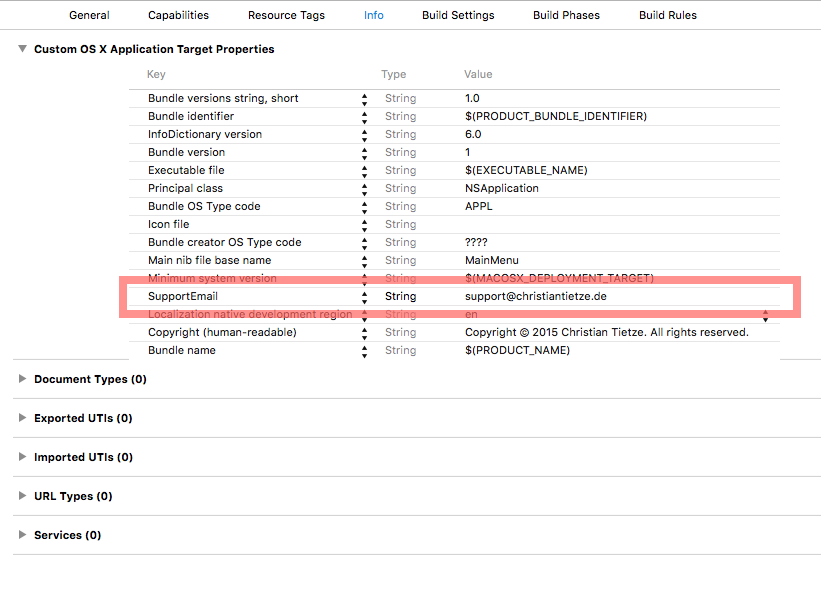 General Capabilities Resource Tags Info Build Settings Build Phases Build Rules
Custom OS X Application Target Properties
Key Type Value
Bundle versions string, short String 1.0
Bundle identifier String $(PRODUCT_BUNDLE_IDENTIFIER)
InfoDictionary version String 6.0
Bundle version String 1
Executable file String $(EXECUTABLE_NAME)
Principal class String NSApplication
Bundle OS Type code String APPL
Icon file String
Bundle creator OS Type code String ????
Main nib file base name String MainMenu
Minimum system version String $(MACOSX_DEPLOYMENT_TARGET)
SupportEmail String support@christiantietze.de
Localization native development region String en
Copyright (human-readable) String Copyright © 2015 Christian Tietze. All rights reserved.
Bundle name String $(PRODUCT_NAME)
Document Types (0)
Exported UTIs (0)
Imported UTIs (0)
URL Types (0)
Services (0)